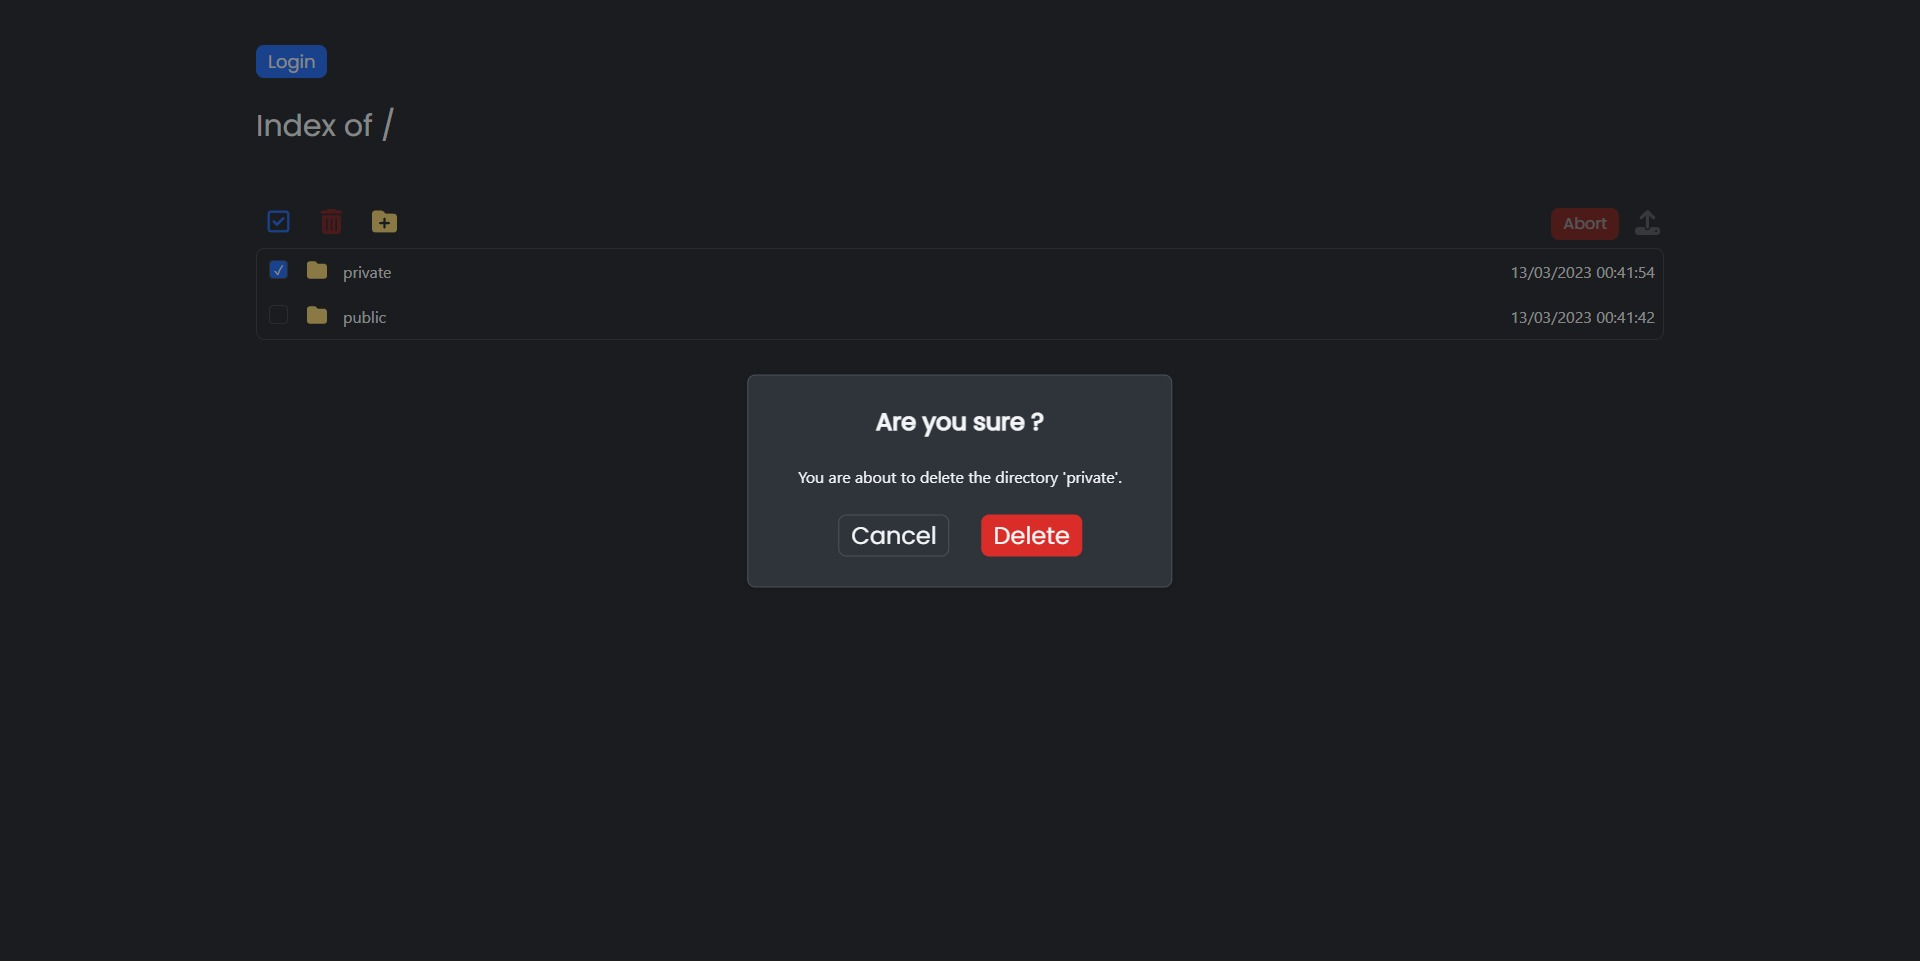 Login
Index of /
Abort
private 13/03/2023 00:41:54
public 13/03/2023 00:41:42
Are you sure ?
You are about to delete the directory 'private'.
Cancel Delete